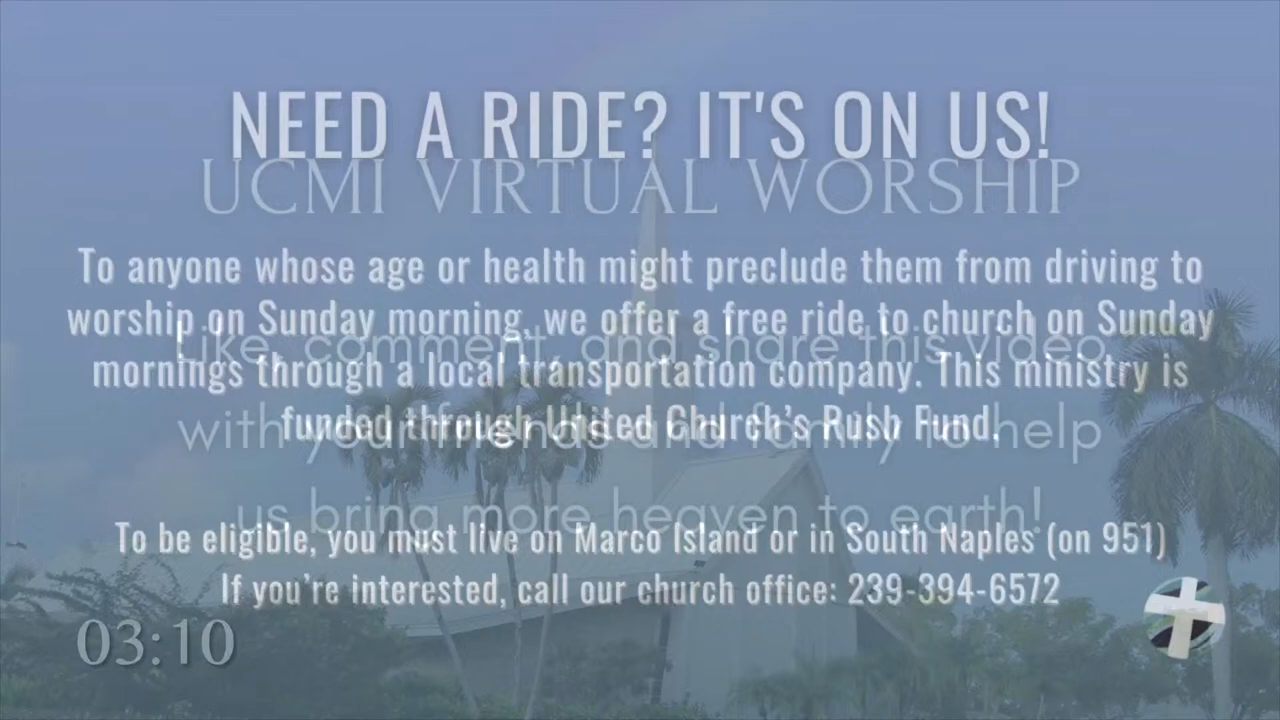 NEED A RIDE? IT'S ON US!
UCMI VIRTUAL WORSHIP
To anyone whose age or health might preclude them from driving to
worship on Sunday morning, we offer a free ride to church on Sunday
mornings through a local transportation company. This ministry is
funded through United Church's Rush Fund.
Like, comment, and share this video
with your friends and family to help
us bring more heaven to earth!
To be eligible, you must live on Marco Island or in South Naples (on 951)
If you're interested, call our church office: 239-394-6572
03:10